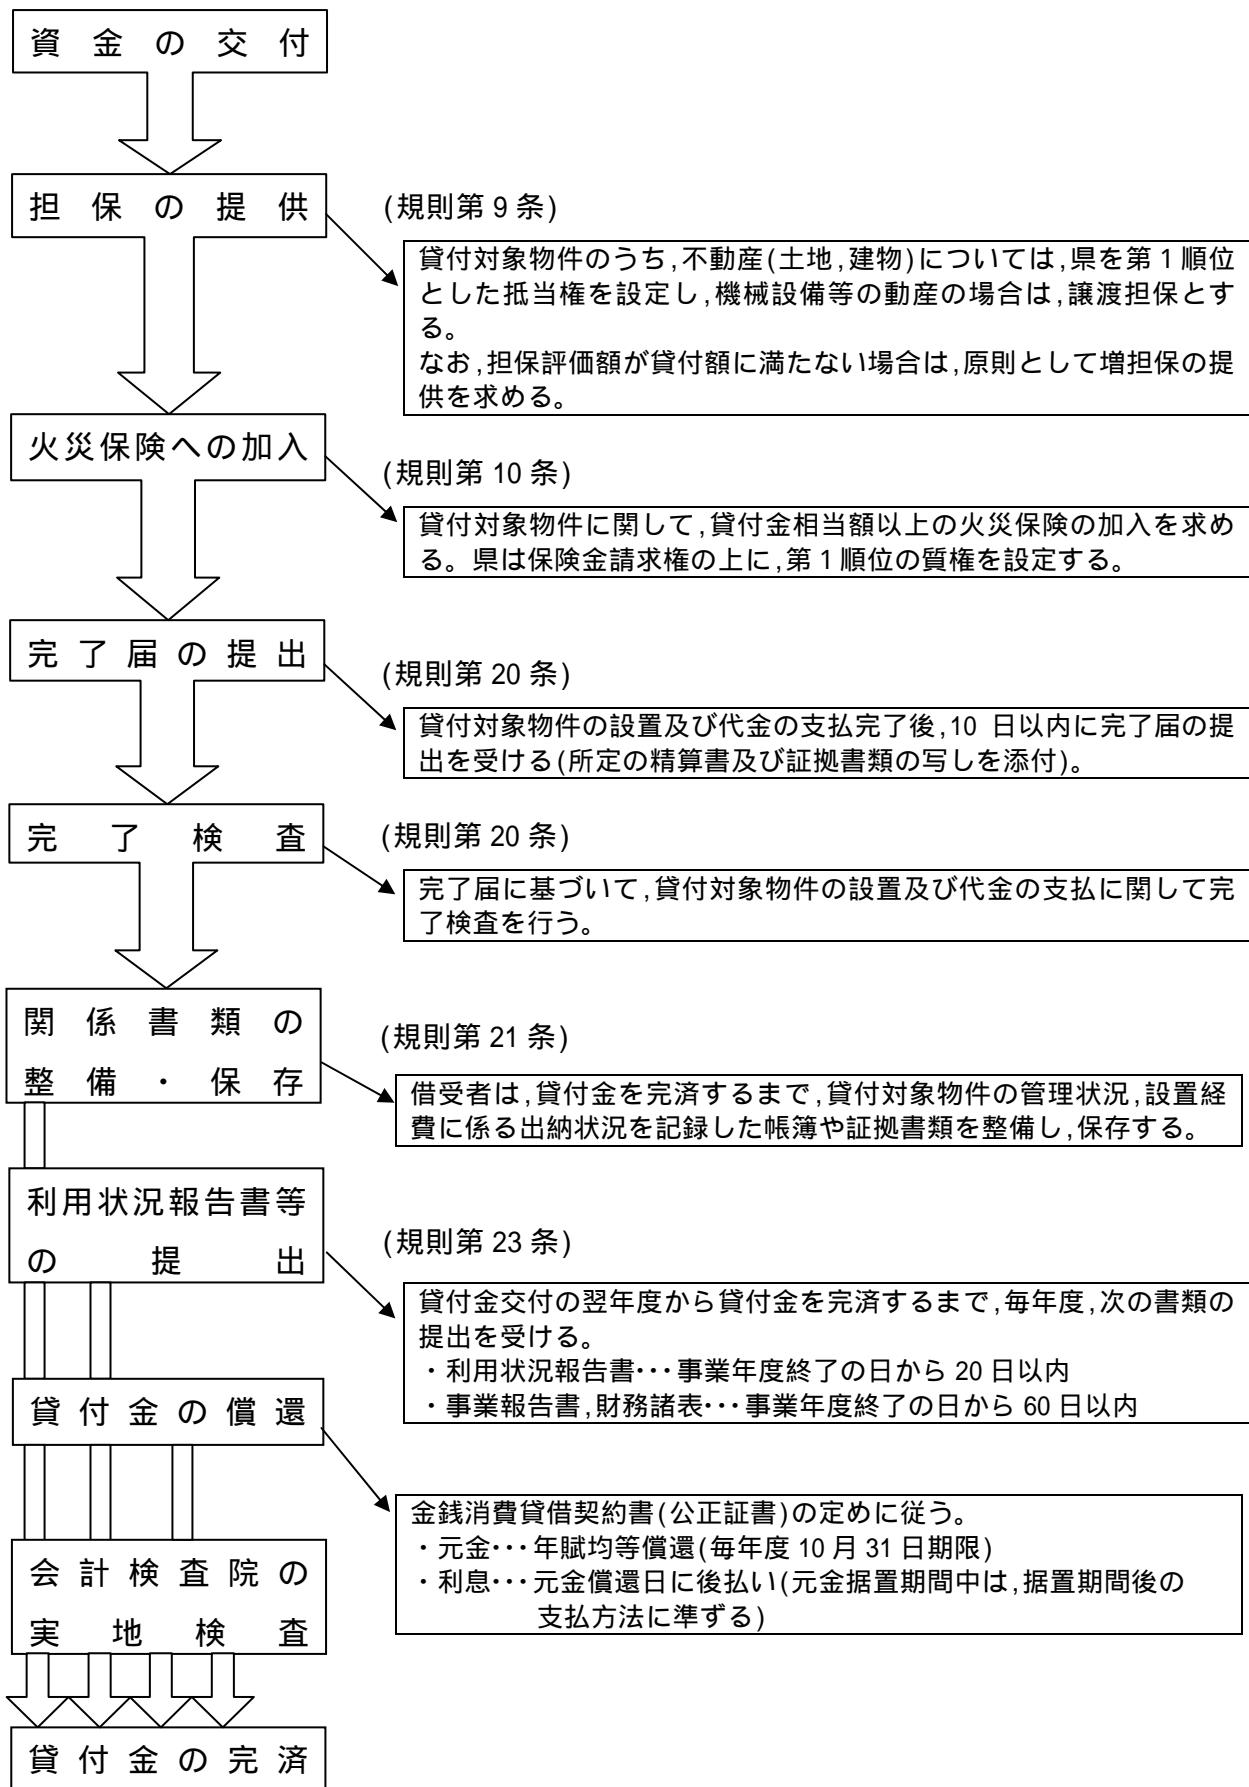 資金の交付
担保の提供
(規則第 9 条)
貸付対象物件のうち,不動産(土地,建物)については,県を第 1 順位
とした抵当権を設定し,機械設備等の動産の場合は,譲渡担保とす
る。
なお,担保評価額が貸付額に満たない場合は,原則として増担保の提
供を求める。
火災保険への加入
(規則第 10 条)
貸付対象物件に関して,貸付金相当額以上の火災保険の加入を求め
る。県は保険金請求権の上に,第 1 順位の質権を設定する。
完了届の提出
(規則第 20 条)
貸付対象物件の設置及び代金の支払完了後,10 日以内に完了届の提
出を受ける(所定の精算書及び証拠書類の写しを添付)。
完了検査
(規則第 20 条)
完了届に基づいて,貸付対象物件の設置及び代金の支払に関して完
了検査を行う。
関係書類の
整備・保存
(規則第 21 条)
借受者は,貸付金を完済するまで,貸付対象物件の管理状況,設置経
費に係る出納状況を記録した帳簿や証拠書類を整備し,保存する。
利用状況報告書等
の提出
(規則第 23 条)
貸付金交付の翌年度から貸付金を完済するまで,毎年度,次の書類の
提出を受ける。
・利用状況報告書・・・事業年度終了の日から 20 日以内
・事業報告書,財務諸表・・・事業年度終了の日から 60 日以内
貸付金の償還
金銭消費貸借契約書(公正証書)の定めに従う。
・元金・・・年賦均等償還(毎年度 10 月 31 日期限)
・利息・・・元金償還日に後払い(元金据置期間中は,据置期間後の
支払方法に準ずる)
会計検査院の
実地検査
貸付金の完済